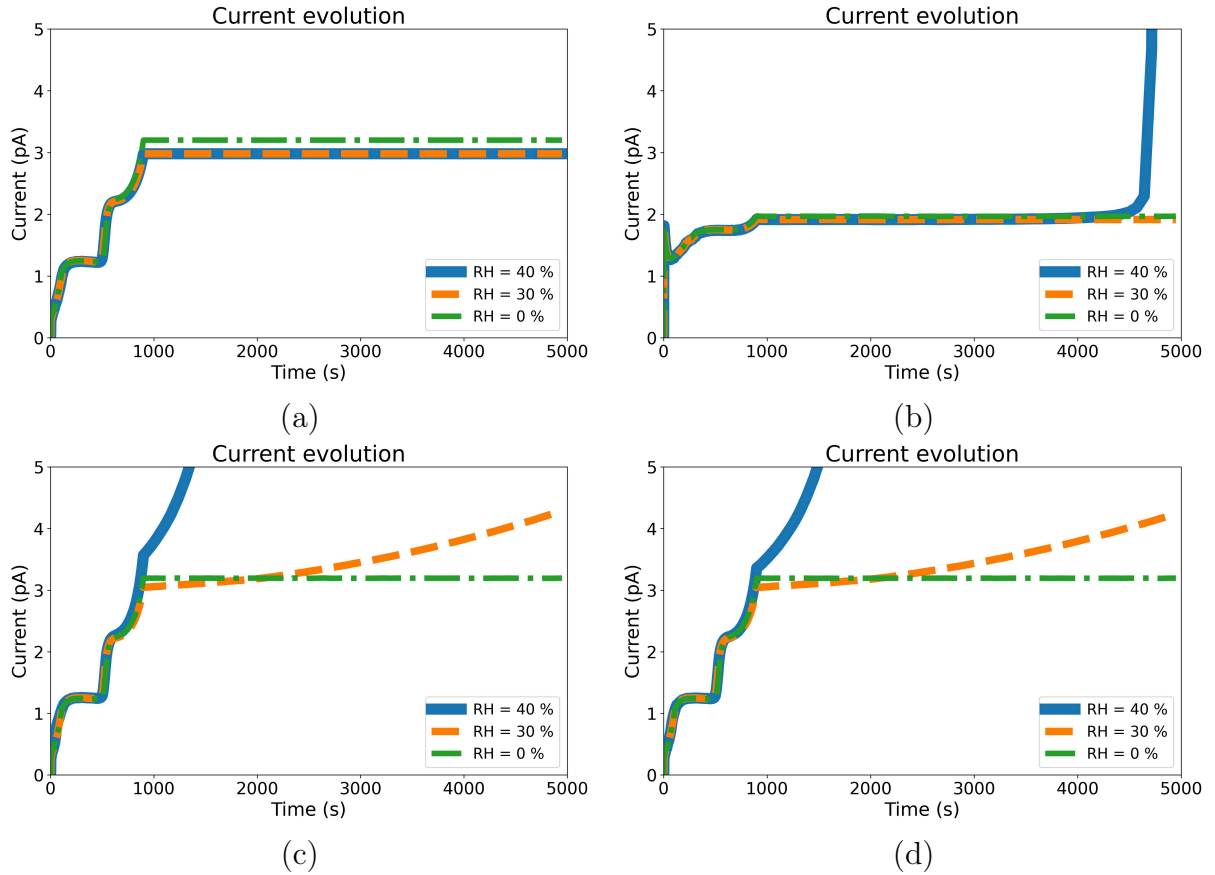 Current evolution
Current (pA)
5
4
3
2
1
0
0 1000 2000 3000 4000 5000
Time (s)
RH = 40 %
RH = 30 %
RH = 0 %
(a)
Current evolution
Current (pA)
5
4
3
2
1
0
0 1000 2000 3000 4000 5000
Time (s)
RH = 40 %
RH = 30 %
RH = 0 %
(b)
Current evolution
Current (pA)
5
4
3
2
1
0
0 1000 2000 3000 4000 5000
Time (s)
RH = 40 %
RH = 30 %
RH = 0 %
(c)
Current evolution
Current (pA)
5
4
3
2
1
0
0 1000 2000 3000 4000 5000
Time (s)
RH = 40 %
RH = 30 %
RH = 0 %
(d)